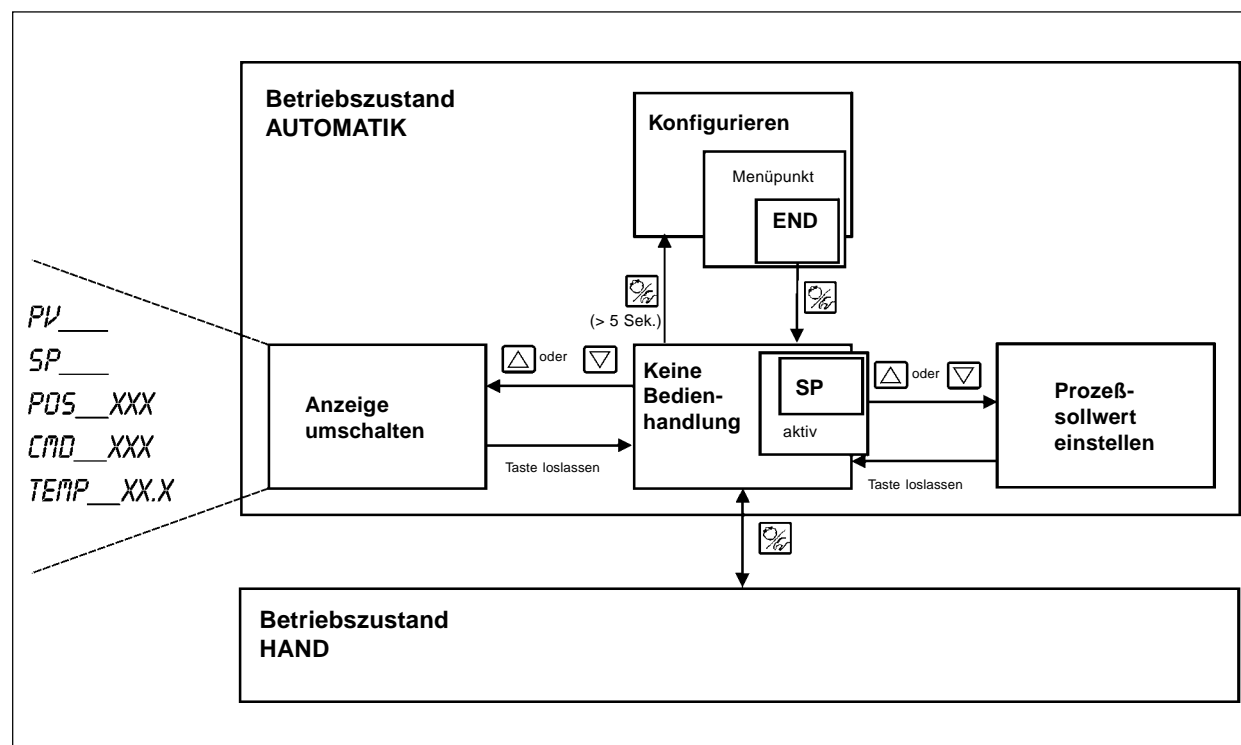 Betriebszustand
AUTOMATIK
Konfigurieren
Menüpunkt
END
(> 5 Sek.)
PV___
SP___
POS__XXX
CMD__XXX
TEMP__XX.X
Anzeige
umschalten
oder
Taste loslassen
Keine
Bedien-
handlung
SP
aktiv
oder
Taste loslassen
Prozeß-
sollwert
einstellen
Betriebszustand
HAND